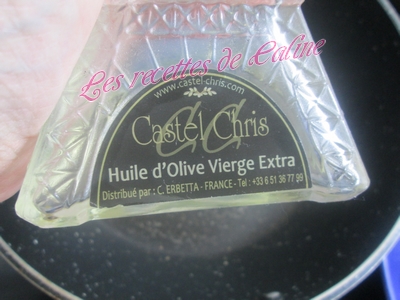 Les recettes de Caline
www.castel-chris.com
CC
Castel Chris
Huile d'Olive Vierge Extra
Distribué par : C. ERBETTA - FRANCE - Tél : +33 6 51 36 77 99